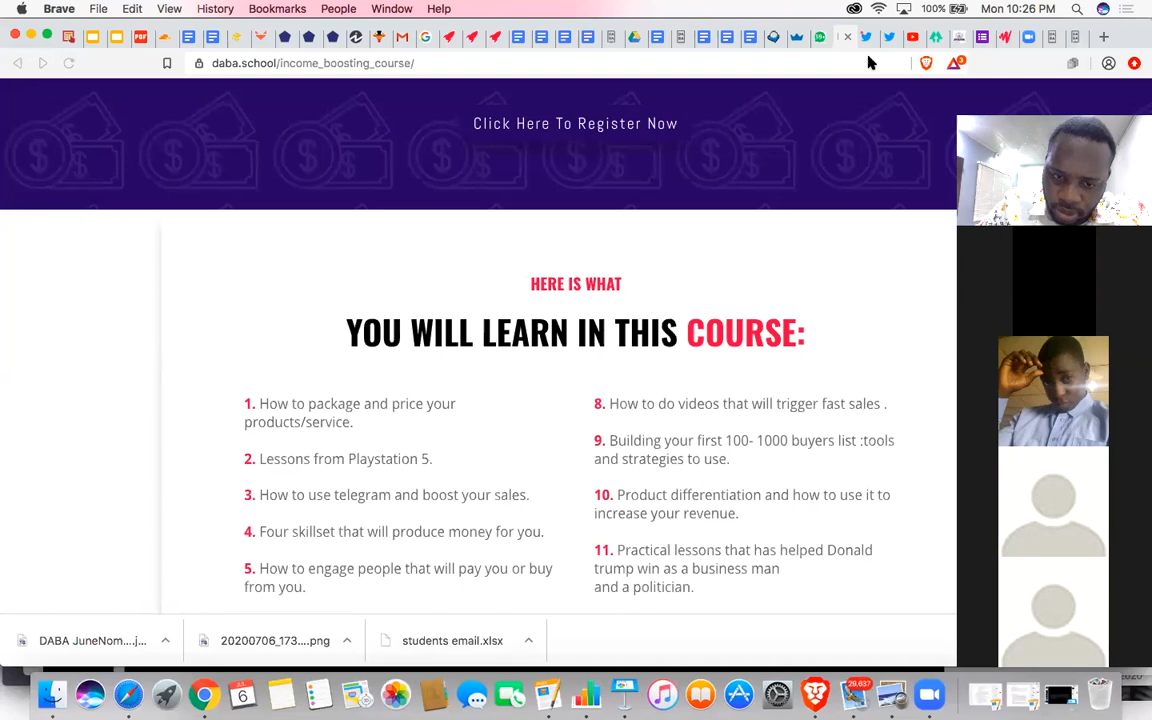 Brave File Edit View History Bookmarks People Window Help
100% Mon 10:26 PM
daba.school/income_boosting_course/
Click Here To Register Now
HERE IS WHAT
YOU WILL LEARN IN THIS COURSE:
1. How to package and price your
products/service.
2. Lessons from Playstation 5.
3. How to use telegram and boost your sales.
4. Four skillset that will produce money for you.
5. How to engage people that will pay you or buy
from you.
8. How to do videos that will trigger fast sales .
9. Building your first 100- 1000 buyers list :tools
and strategies to use.
10. Product differentiation and how to use it to
increase your revenue.
11. Practical lessons that has helped Donald
trump win as a business man
and a politician.
DABA JuneNom....j...
20200706_173....png
students email.xlsx
6
29,637